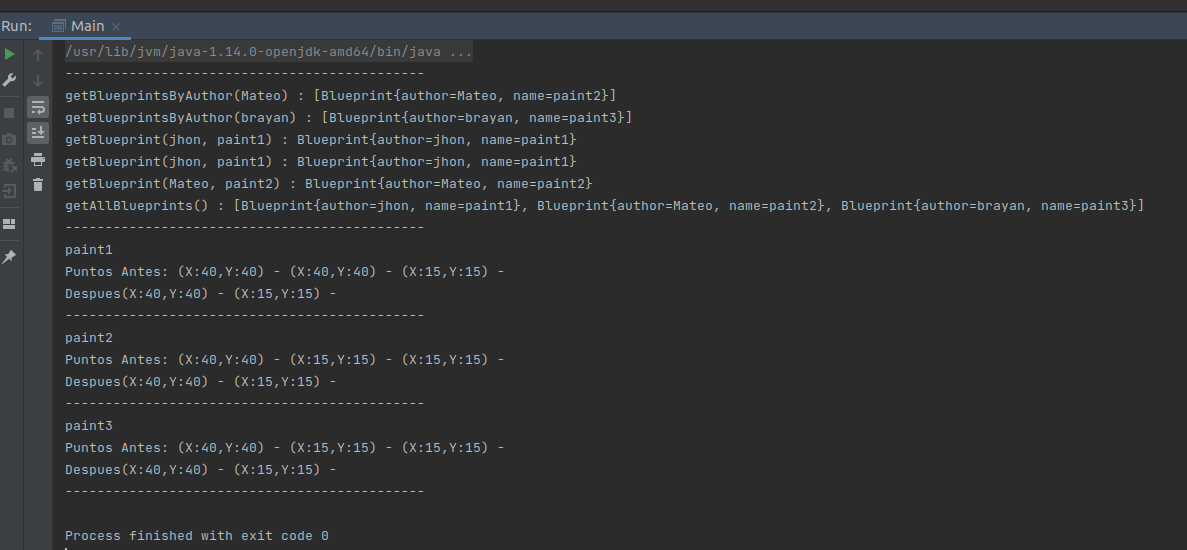 Run: Main
/usr/lib/jvm/java-1.14.0-openjdk-amd64/bin/java ...
---------------------------------------------
getBlueprintsByAuthor(Mateo) : [Blueprint{author=Mateo, name=paint2}]
getBlueprintsByAuthor(brayan) : [Blueprint{author=brayan, name=paint3}]
getBlueprint(jhon, paint1) : Blueprint{author=jhon, name=paint1}
getBlueprint(jhon, paint1) : Blueprint{author=jhon, name=paint1}
getBlueprint(Mateo, paint2) : Blueprint{author=Mateo, name=paint2}
getAllBlueprints() : [Blueprint{author=jhon, name=paint1}, Blueprint{author=Mateo, name=paint2}, Blueprint{author=brayan, name=paint3}]
---------------------------------------------
paint1
Puntos Antes: (X:40,Y:40) - (X:40,Y:40) - (X:15,Y:15) -
Despues(X:40,Y:40) - (X:15,Y:15) -
---------------------------------------------
paint2
Puntos Antes: (X:40,Y:40) - (X:15,Y:15) - (X:15,Y:15) -
Despues(X:40,Y:40) - (X:15,Y:15) -
---------------------------------------------
paint3
Puntos Antes: (X:40,Y:40) - (X:15,Y:15) - (X:15,Y:15) -
Despues(X:40,Y:40) - (X:15,Y:15) -
---------------------------------------------
Process finished with exit code 0